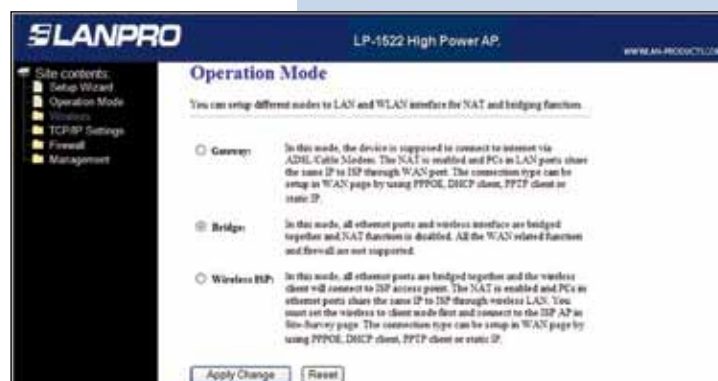 LANPRO
LP-1522 High Power AP.
WWW.LAN-PRODUCTS.COM
Site contents:
Setup Wizard
Operation Mode
Wireless
TCP/IP Settings
Firewall
Management
Operation Mode
You can setup different modes to LAN and WLAN interface for NAT and bridging function.
Gateway:
In this mode, the device is supposed to connect to internet via
ADSL/Cable Modem. The NAT is enabled and PCs in LAN ports share
the same IP to ISP through WAN port. The connection type can be
setup in WAN page by using PPPOE, DHCP client, PPTP client or
static IP.
Bridge:
In this mode, all ethernet ports and wireless interface are bridged
together and NAT function is disabled. All the WAN related function
and firewall are not supported.
Wireless ISP:
In this mode, all ethernet ports are bridged together and the wireless
client will connect to ISP access point. The NAT is enabled and PCs in
ethernet ports share the same IP to ISP through wireless LAN. You
must set the wireless to client mode first and connect to the ISP AP in
Site-Survey page. The connection type can be setup in WAN page by
using PPPOE, DHCP client, PPTP client or static IP.
Apply Change
Reset